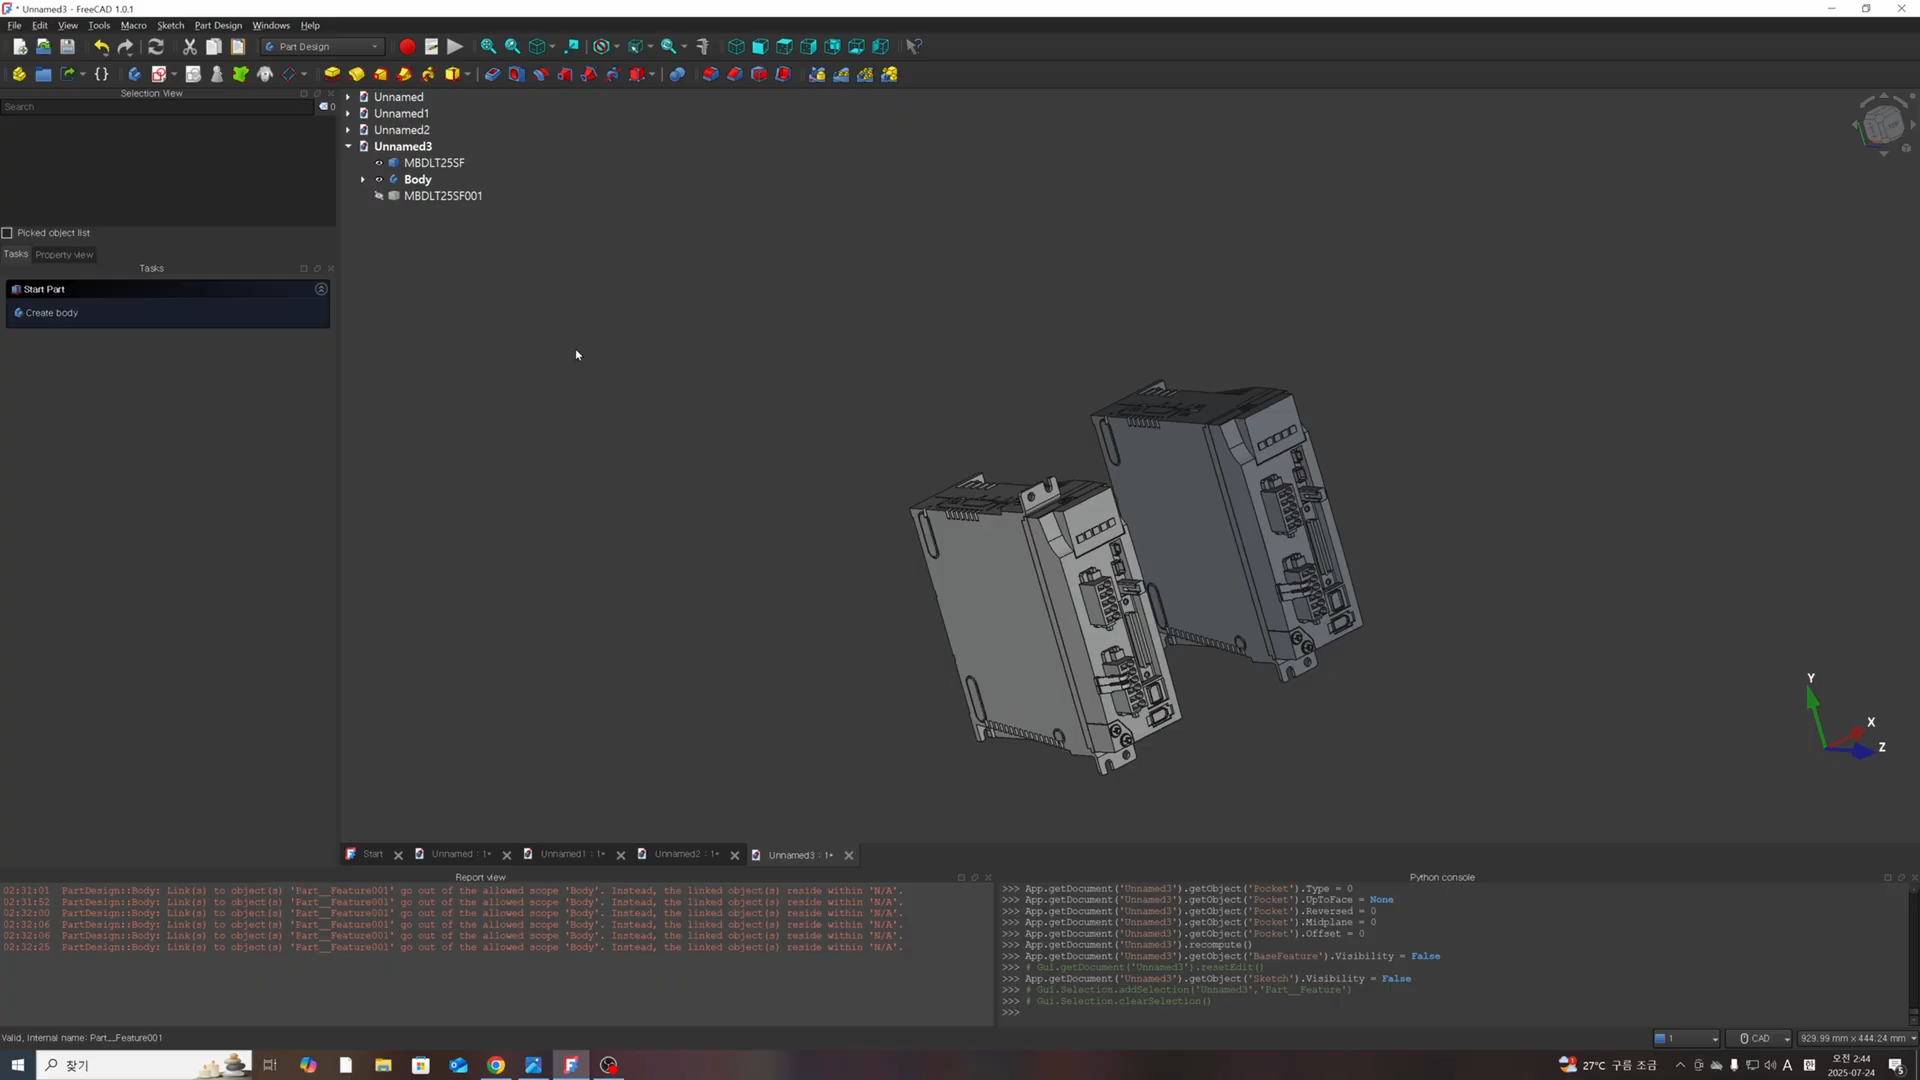 * Unnamed3 - FreeCAD 1.0.1
File Edit View Tools Macro Sketch Part Design Windows Help
Part Design
Selection View
Search
0
Picked object list
Tasks Property view
Tasks
Start Part
Create body
Unnamed
Unnamed1
Unnamed2
Unnamed3
MBDLT25SF
Body
MBDLT25SF001
Y
X
Z
Start
Unnamed : 1*
Unnamed1 : 1*
Unnamed2 : 1*
Unnamed3 : 1*
Report view
02:31:01 PartDesign::Body: Link(s) to object(s) 'Part__Feature001' go out of the allowed scope 'Body'. Instead, the linked object(s) reside within 'N/A'.
02:31:52 PartDesign::Body: Link(s) to object(s) 'Part__Feature001' go out of the allowed scope 'Body'. Instead, the linked object(s) reside within 'N/A'.
02:32:00 PartDesign::Body: Link(s) to object(s) 'Part__Feature001' go out of the allowed scope 'Body'. Instead, the linked object(s) reside within 'N/A'.
02:32:06 PartDesign::Body: Link(s) to object(s) 'Part__Feature001' go out of the allowed scope 'Body'. Instead, the linked object(s) reside within 'N/A'.
02:32:06 PartDesign::Body: Link(s) to object(s) 'Part__Feature001' go out of the allowed scope 'Body'. Instead, the linked object(s) reside within 'N/A'.
02:32:25 PartDesign::Body: Link(s) to object(s) 'Part__Feature001' go out of the allowed scope 'Body'. Instead, the linked object(s) reside within 'N/A'.
Python console
>>> App.getDocument('Unnamed3').getObject('Pocket').Type = 0
>>> App.getDocument('Unnamed3').getObject('Pocket').UpToFace = None
>>> App.getDocument('Unnamed3').getObject('Pocket').Reversed = 0
>>> App.getDocument('Unnamed3').getObject('Pocket').Midplane = 0
>>> App.getDocument('Unnamed3').getObject('Pocket').Offset = 0
>>> App.getDocument('Unnamed3').recompute()
>>> App.getDocument('Unnamed3').getObject('BaseFeature').Visibility = False
>>> # Gui.getDocument('Unnamed3').resetEdit()
>>> App.getDocument('Unnamed3').getObject('Sketch').Visibility = False
>>> # Gui.Selection.addSelection('Unnamed3','Part__Feature')
>>> # Gui.Selection.clearSelection()
>>>
Valid, Internal name: Part__Feature001
1
CAD
929.99 mm x 444.24 mm
찾기
27°C 구름 조금
A
오전 2:44
2025-07-24
5